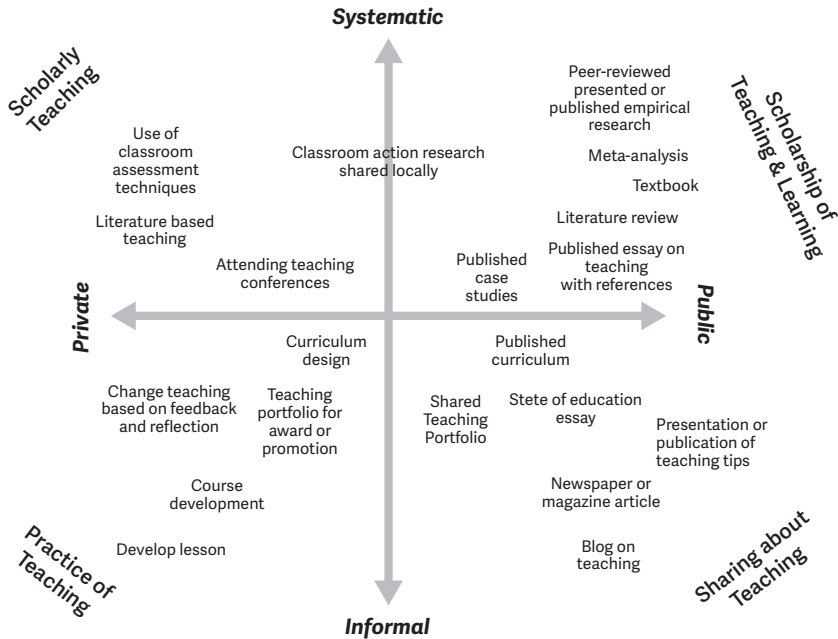 Systematic
Scholarly
Teaching
Peer-reviewed
presented or
published empirical
research
Scholarship of
Teaching & Learning
Use of
classroom
assessment
techniques
Classroom action research
shared locally
Meta-analysis
Textbook
Literature based
teaching
Literature review
Attending teaching
conferences
Published
case
studies
Published essay on
teaching
with references
Private
Public
Curriculum
design
Published
curriculum
Change teaching
based on feedback
and reflection
Teaching
portfolio for
award or
promotion
Shared
Teaching
Portfolio
Stete of education
essay
Presentation or
publication of
teaching tips
Course
development
Newspaper or
magazine article
Develop lesson
Blog on
teaching
Practice of
Teaching
Sharing about
Teaching
Informal